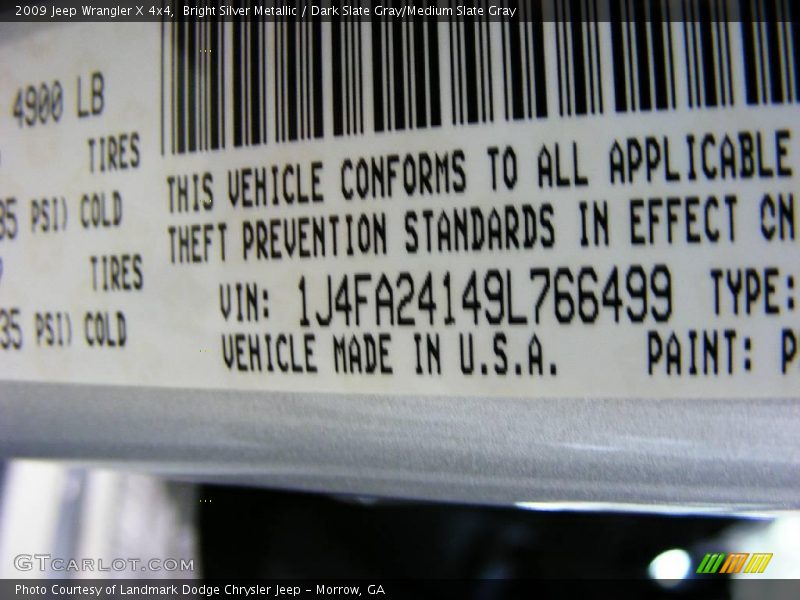 2009 Jeep Wrangler X 4x4,  Bright Silver Metallic / Dark Slate Gray/Medium Slate Gray
4900 LB
TIRES
35 PSI) COLD
TIRES
35 PSI) COLD
THIS VEHICLE CONFORMS TO ALL APPLICABLE
THEFT PREVENTION STANDARDS IN EFFECT ON
VIN: 1J4FA24149L766499 TYPE:
VEHICLE MADE IN U.S.A. PAINT: P
GTCARLOT.COM
Photo Courtesy of Landmark Dodge Chrysler Jeep - Morrow, GA